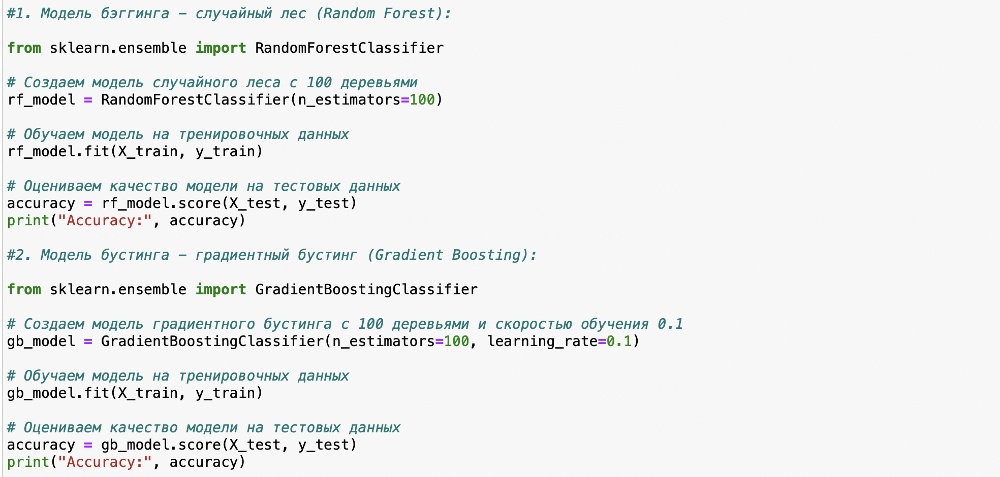 #1. Модель бэггинга – случайный лес (Random Forest):
from sklearn.ensemble import RandomForestClassifier
# Создаем модель случайного леса с 100 деревьями
rf_model = RandomForestClassifier(n_estimators=100)
# Обучаем модель на тренировочных данных
rf_model.fit(X_train, y_train)
# Оцениваем качество модели на тестовых данных
accuracy = rf_model.score(X_test, y_test)
print("Accuracy:", accuracy)
#2. Модель бустинга – градиентный бустинг (Gradient Boosting):
from sklearn.ensemble import GradientBoostingClassifier
# Создаем модель градиентного бустинга с 100 деревьями и скоростью обучения 0.1
gb_model = GradientBoostingClassifier(n_estimators=100, learning_rate=0.1)
# Обучаем модель на тренировочных данных
gb_model.fit(X_train, y_train)
# Оцениваем качество модели на тестовых данных
accuracy = gb_model.score(X_test, y_test)
print("Accuracy:", accuracy)